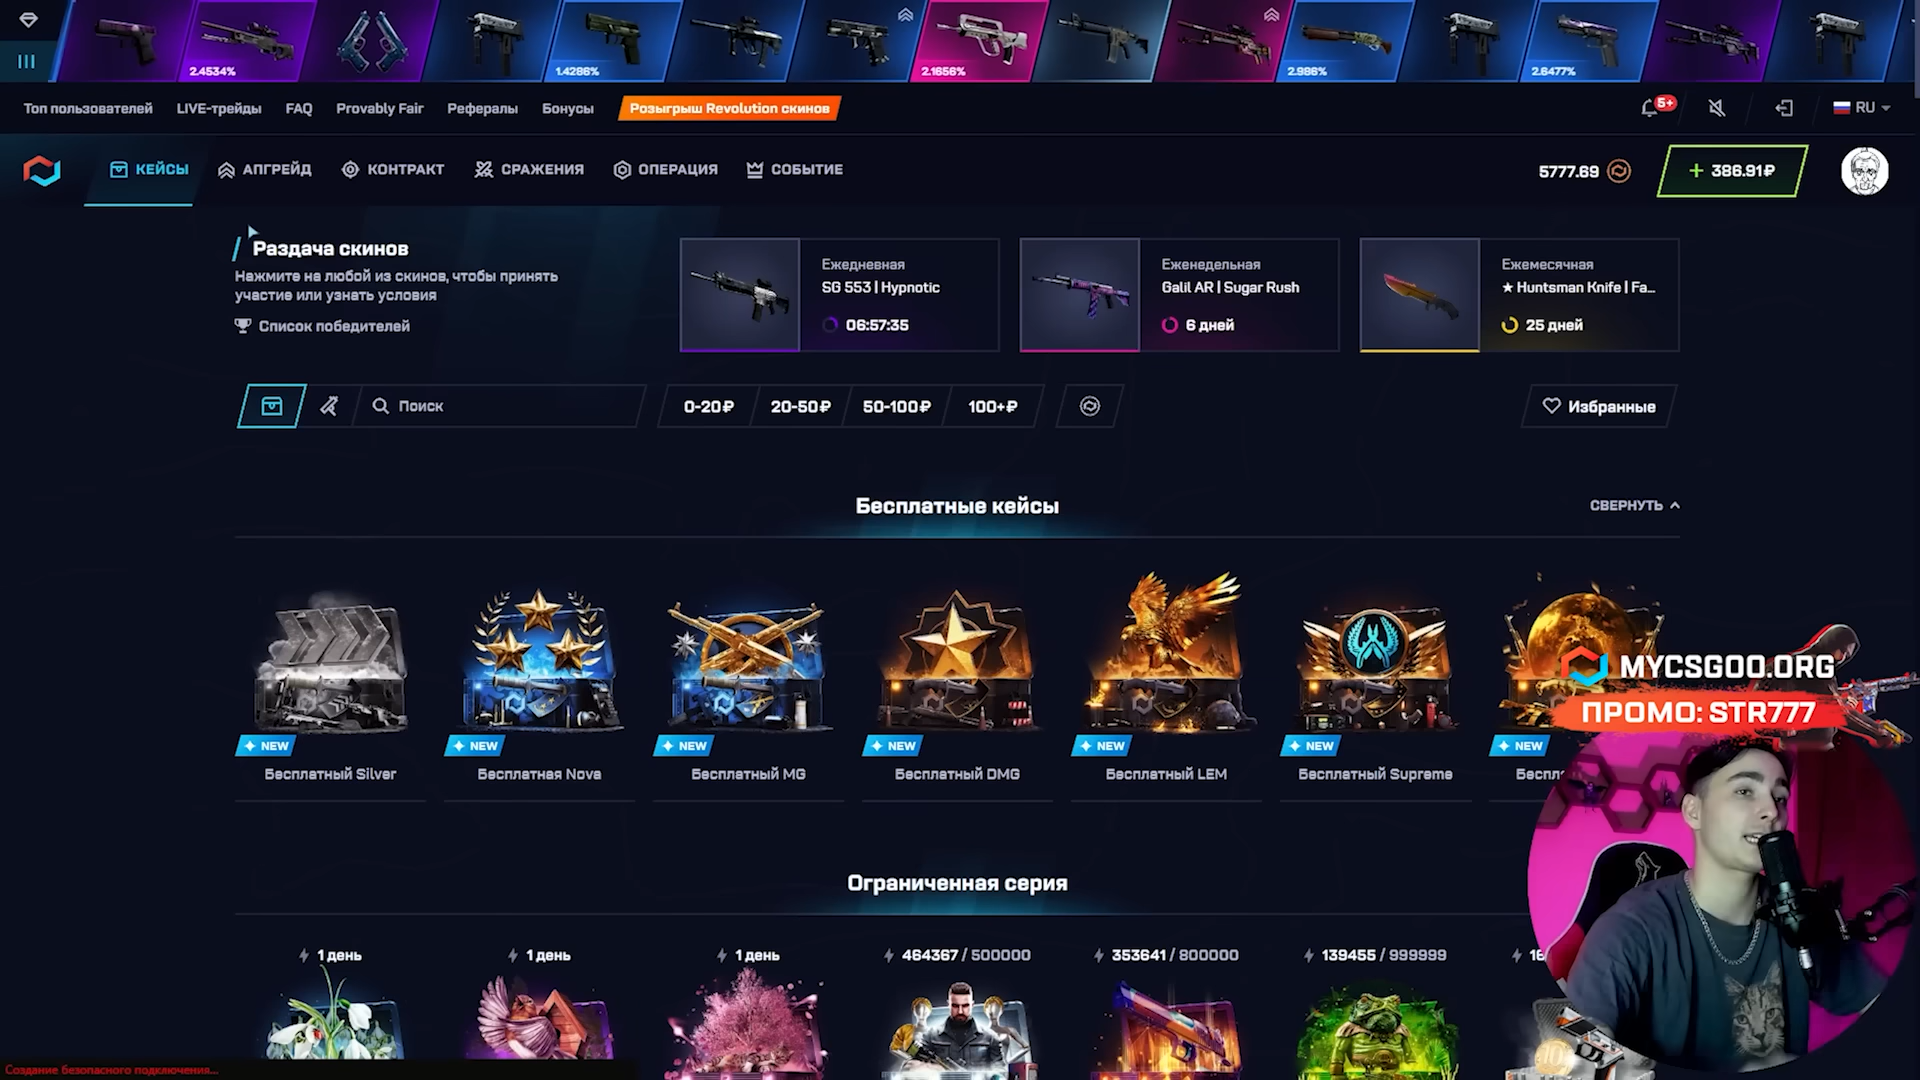 2.4534%
1.4286%
2.1656%
2.986%
2.6477%
Топ пользователей
LIVE-трейды
FAQ
Provably Fair
Рефералы
Бонусы
Розыгрыш Revolution скинов
5+
RU
КЕЙСЫ
АПГРЕЙД
КОНТРАКТ
СРАЖЕНИЯ
ОПЕРАЦИЯ
СОБЫТИЕ
5777.69
+ 386.91₽
Раздача скинов
Нажмите на любой из скинов, чтобы принять
участие или узнать условия
Список победителей
Ежедневная
SG 553 | Hypnotic
06:57:35
Еженедельная
Galil AR | Sugar Rush
6 дней
Ежемесячная
★ Huntsman Knife | Fa...
25 дней
Поиск
0-20₽
20-50₽
50-100₽
100+₽
Избранные
Бесплатные кейсы
СВЕРНУТЬ
NEW
NEW
NEW
NEW
NEW
NEW
NEW
Бесплатный Silver
Бесплатная Nova
Бесплатный MG
Бесплатный DMG
Бесплатный LEM
Бесплатный Supreme
MYCSGOO.ORG
ПРОМО: STR777
Ограниченная серия
1 день
1 день
1 день
464367 / 500000
353641 / 800000
139455 / 999999
Создание безопасного подключения...